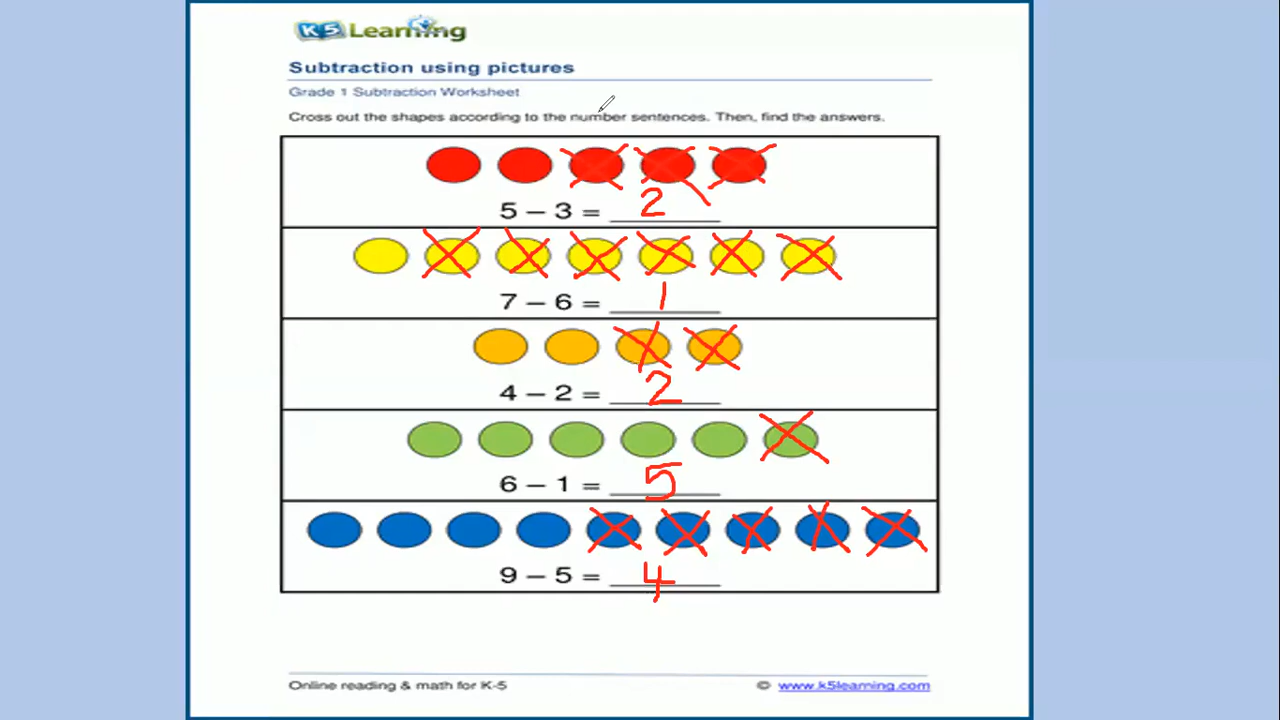 K5 Learning
Subtraction using pictures
Grade 1 Subtraction Worksheet
Cross out the shapes according to the number sentences. Then, find the answers.
5 – 3 = 2
7 – 6 = 1
4 – 2 = 2
6 – 1 = 5
9 – 5 = 4
Online reading & math for K-5 © www.k5learning.com